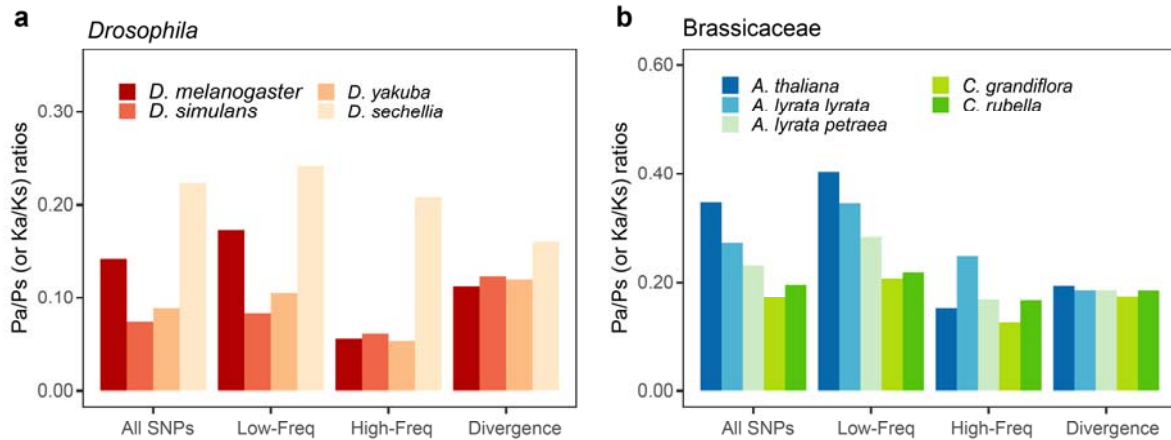 a
Drosophila
D. melanogaster
D. simulans
D. yakuba
D. sechellia
Pa/Ps (or Ka/Ks) ratios
0.30
0.20
0.10
0.00
All SNPs
Low-Freq
High-Freq
Divergence
b
Brassicaceae
A. thaliana
A. lyrata lyrata
A. lyrata petraea
C. grandiflora
C. rubella
Pa/Ps (or Ka/Ks) ratios
0.60
0.40
0.20
0.00
All SNPs
Low-Freq
High-Freq
Divergence